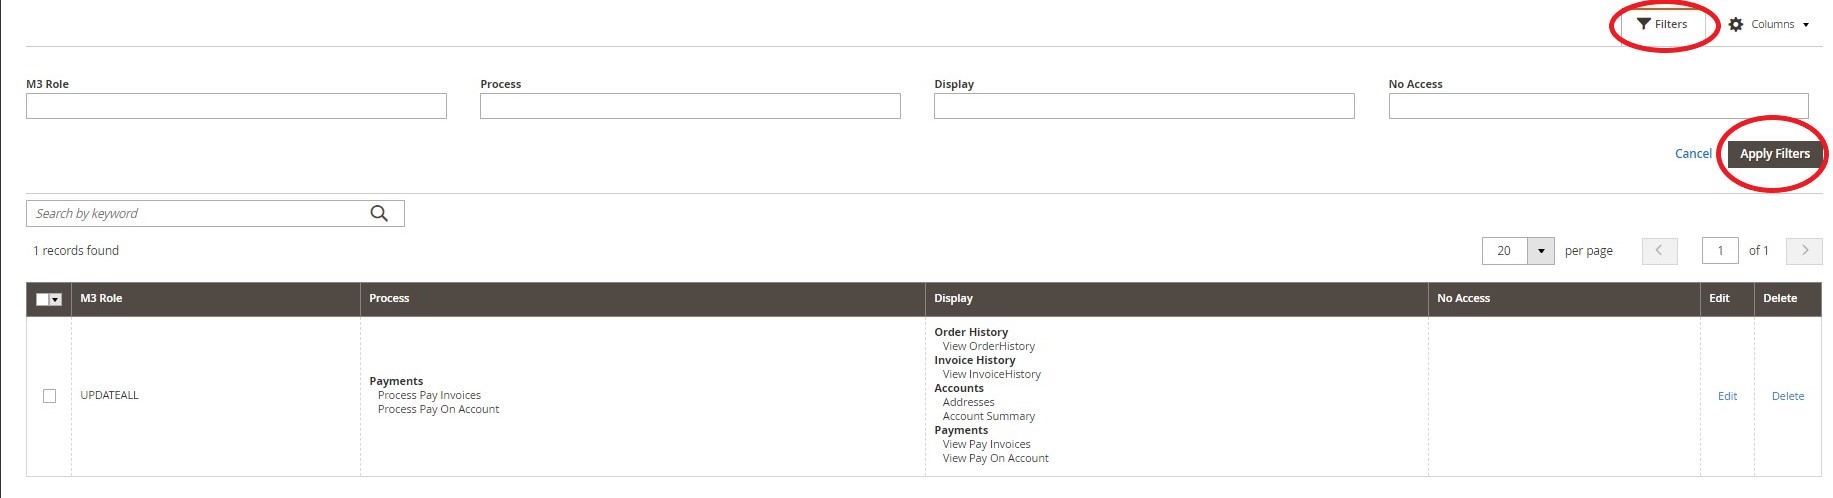 Filters
Columns
M3 Role
Process
Display
No Access
Cancel
Apply Filters
Search by keyword
1 records found
20
per page
1
of 1
M3 Role
Process
Display
No Access
Edit
Delete
UPDATEALL
Payments
Process Pay Invoices
Process Pay On Account
Order History
View OrderHistory
Invoice History
View InvoiceHistory
Accounts
Addresses
Account Summary
Payments
View Pay Invoices
View Pay On Account
Edit
Delete